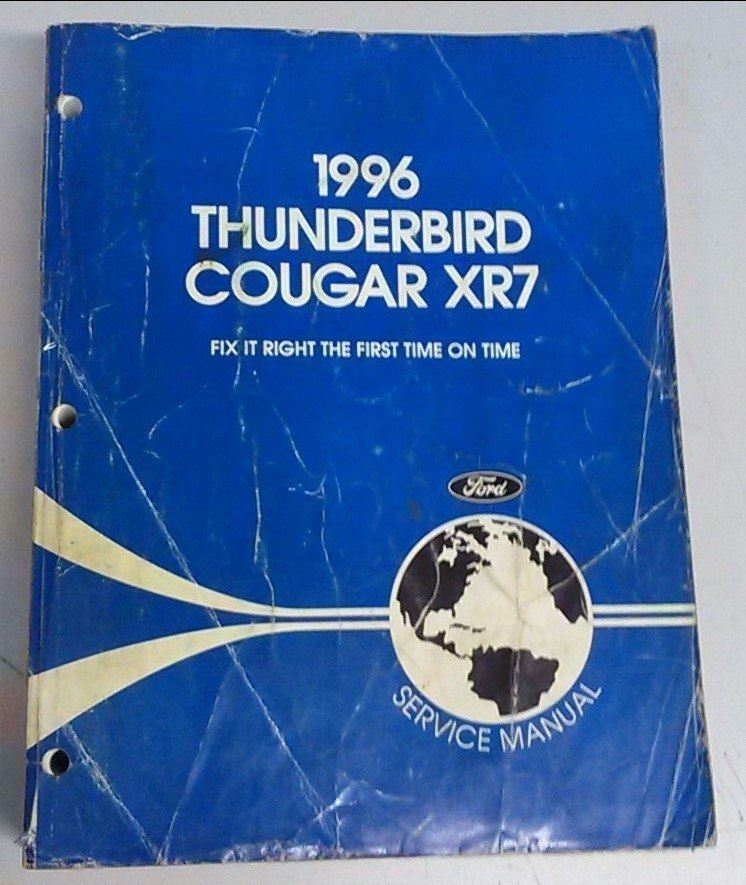 1996
THUNDERBIRD
COUGAR XR7
FIX IT RIGHT THE FIRST TIME ON TIME
Ford
SERVICE MANUAL